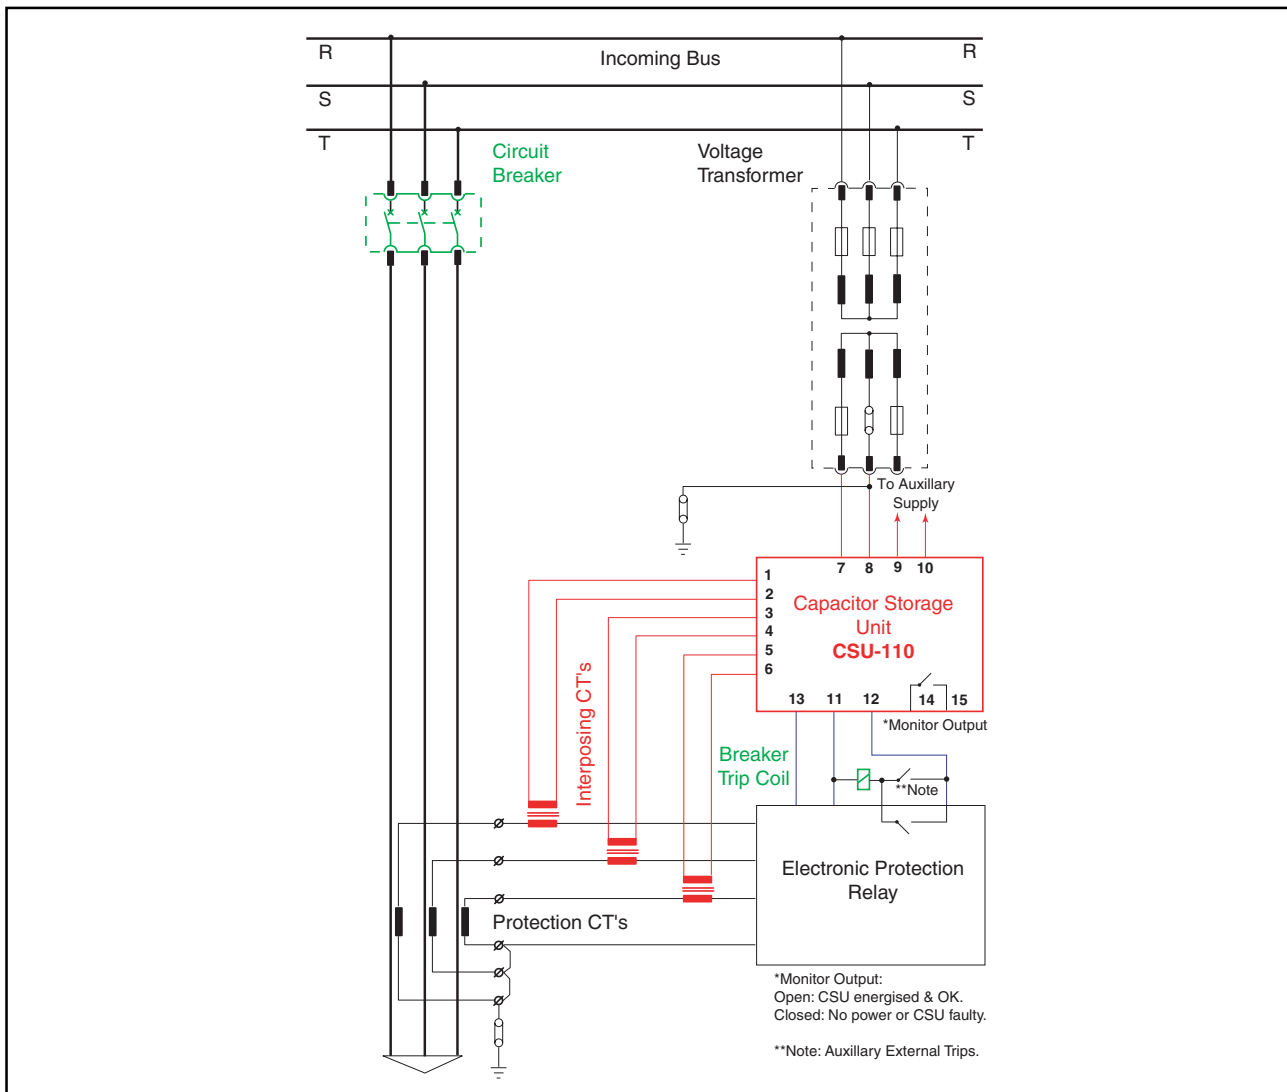 R
Incoming Bus
R
S
S
T
T
Circuit
Breaker
Voltage
Transformer
To Auxillary
Supply
7 8 9 10
1
2
3
4
5
6
Capacitor Storage
Unit
CSU-110
13 11 12 14 15
*Monitor Output
Interposing CT's
Breaker
Trip Coil
**Note
Electronic Protection
Relay
Protection CT's
*Monitor Output:
Open: CSU energised & OK.
Closed: No power or CSU faulty.
**Note: Auxillary External Trips.